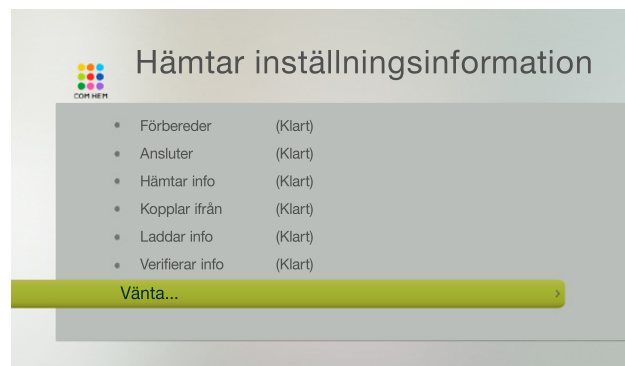 Hämtar inställningsinformation
COM HEM
Förbereder (Klart)
Ansluter (Klart)
Hämtar info (Klart)
Kopplar ifrån (Klart)
Laddar info (Klart)
Verifierar info (Klart)
Vänta...